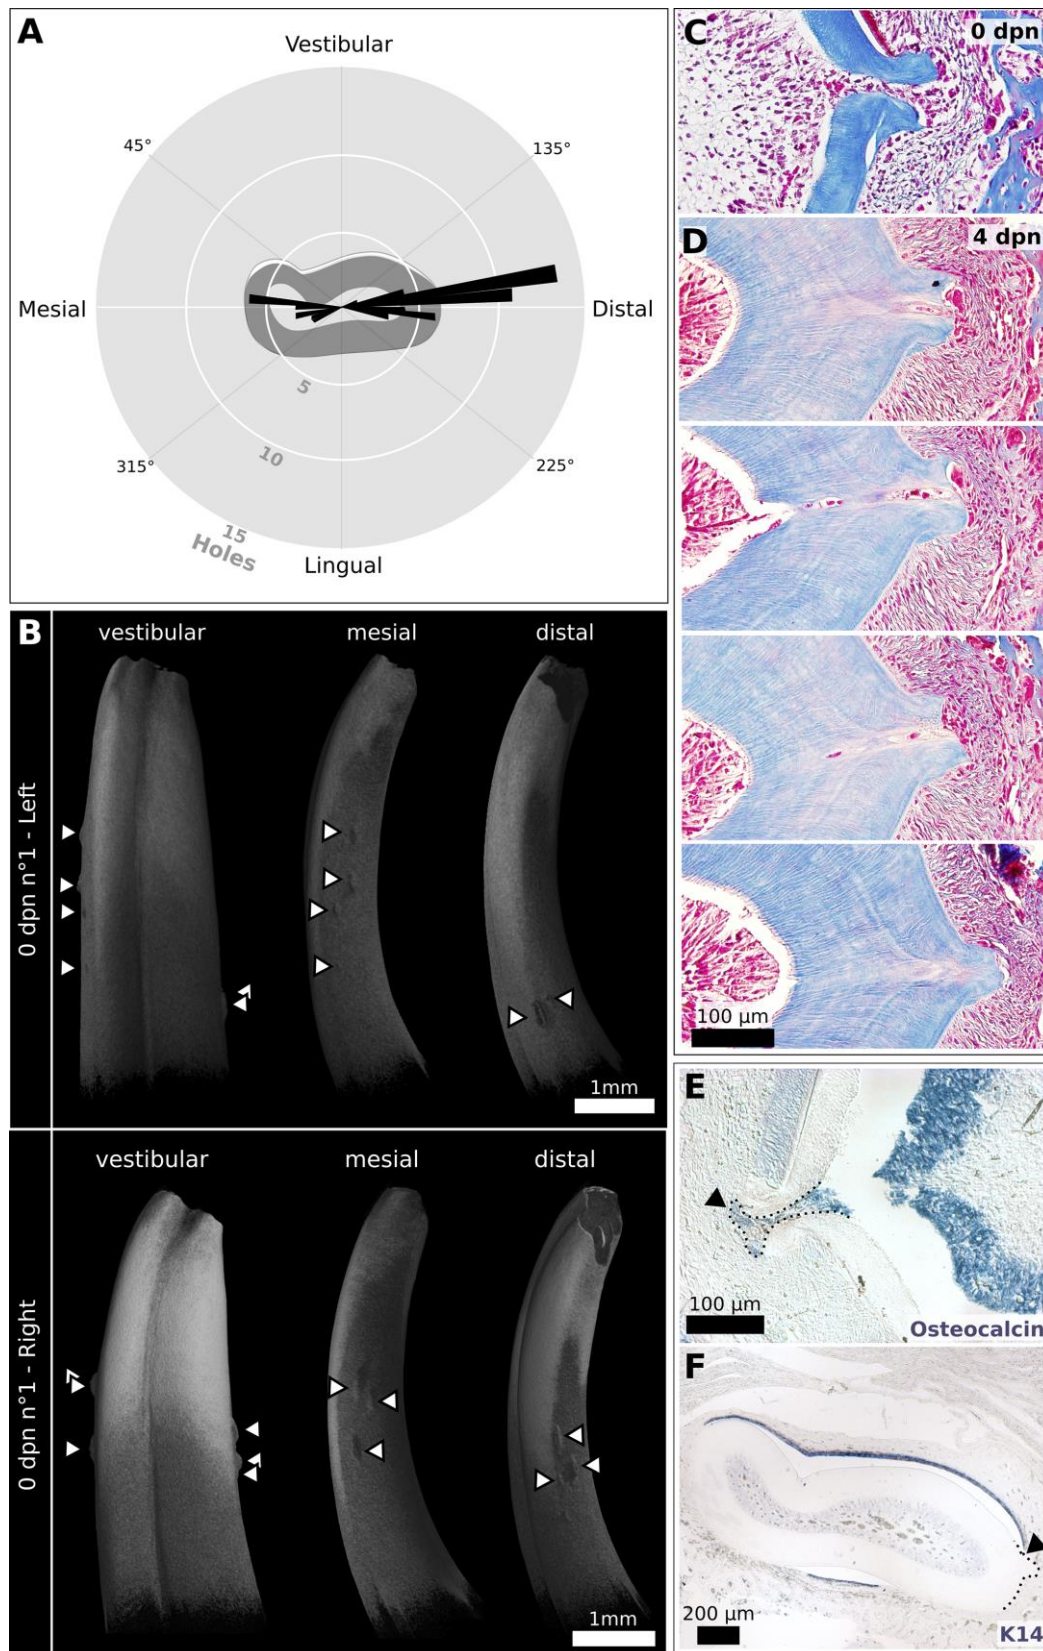 A
Vestibular
45°
135°
Mesial
Distal
5
315°
225°
10
15
Holes
Lingual
B
vestibular mesial distal
0 dpn n°1 - Left
1mm
vestibular mesial distal
0 dpn n°1 - Right
1mm
C
0 dpn
D
4 dpn
100 µm
E
100 µm
Osteocalcin
F
200 µm
K14